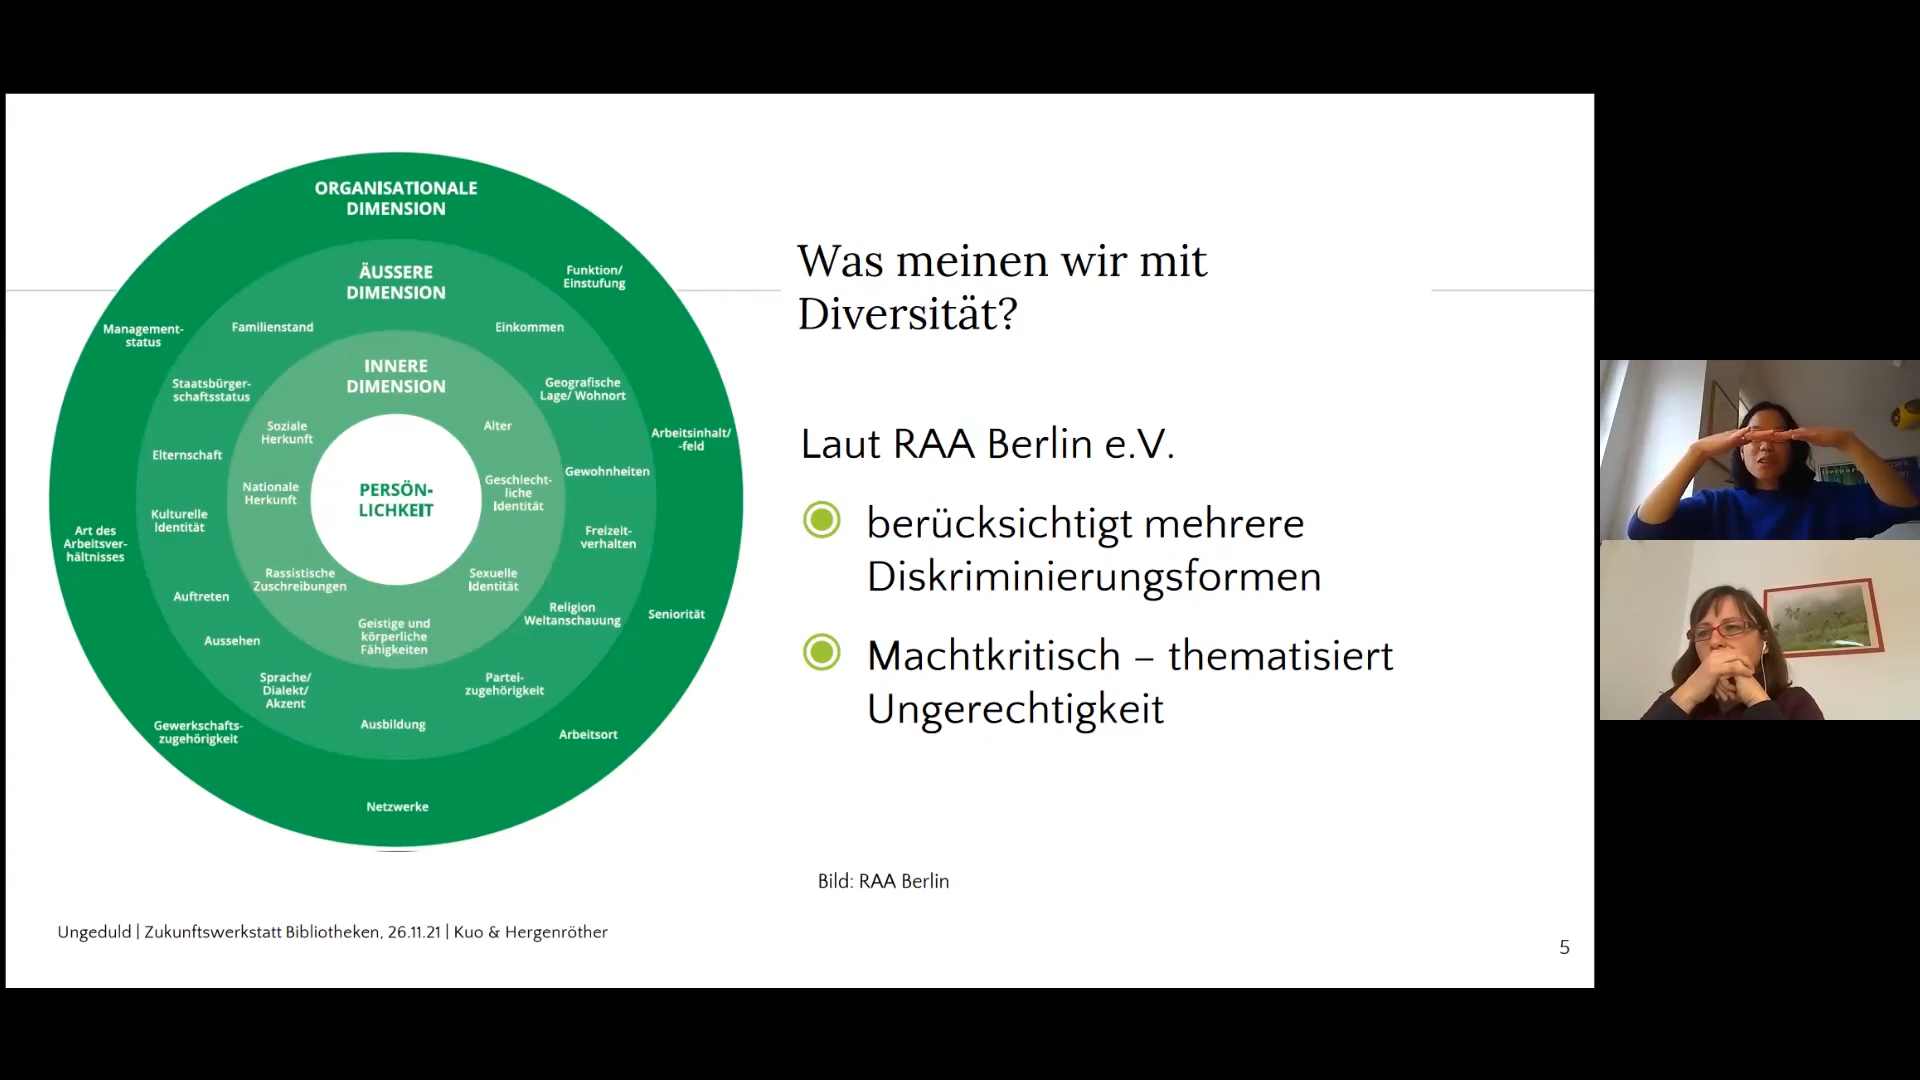 ORGANISATIONALE
DIMENSION
ÄUSSERE
DIMENSION
Funktion/
Einstufung
Management-
status
Familienstand
Einkommen
INNERE
DIMENSION
Staatsbürger-
schaftsstatus
Geografische
Lage/ Wohnort
Soziale
Herkunft
Alter
Arbeitsinhalt/
-feld
Elternschaft
Gewohnheiten
Nationale
Herkunft
PERSÖN-
LICHKEIT
Geschlecht-
liche
Identität
Kulturelle
Identität
Art des
Arbeitsver-
hältnisses
Freizeit-
verhalten
Rassistische
Zuschreibungen
Sexuelle
Identität
Auftreten
Religion
Weltanschauung
Seniorität
Aussehen
Geistige und
körperliche
Fähigkeiten
Sprache/
Dialekt/
Akzent
Partei-
zugehörigkeit
Gewerkschafts-
zugehörigkeit
Ausbildung
Arbeitsort
Netzwerke
Was meinen wir mit
Diversität?
Laut RAA Berlin e.V.
berücksichtigt mehrere
Diskriminierungsformen
Machtkritisch – thematisiert
Ungerechtigkeit
Bild: RAA Berlin
Ungeduld | Zukunftswerkstatt Bibliotheken, 26.11.21 | Kuo & Hergenröther
5